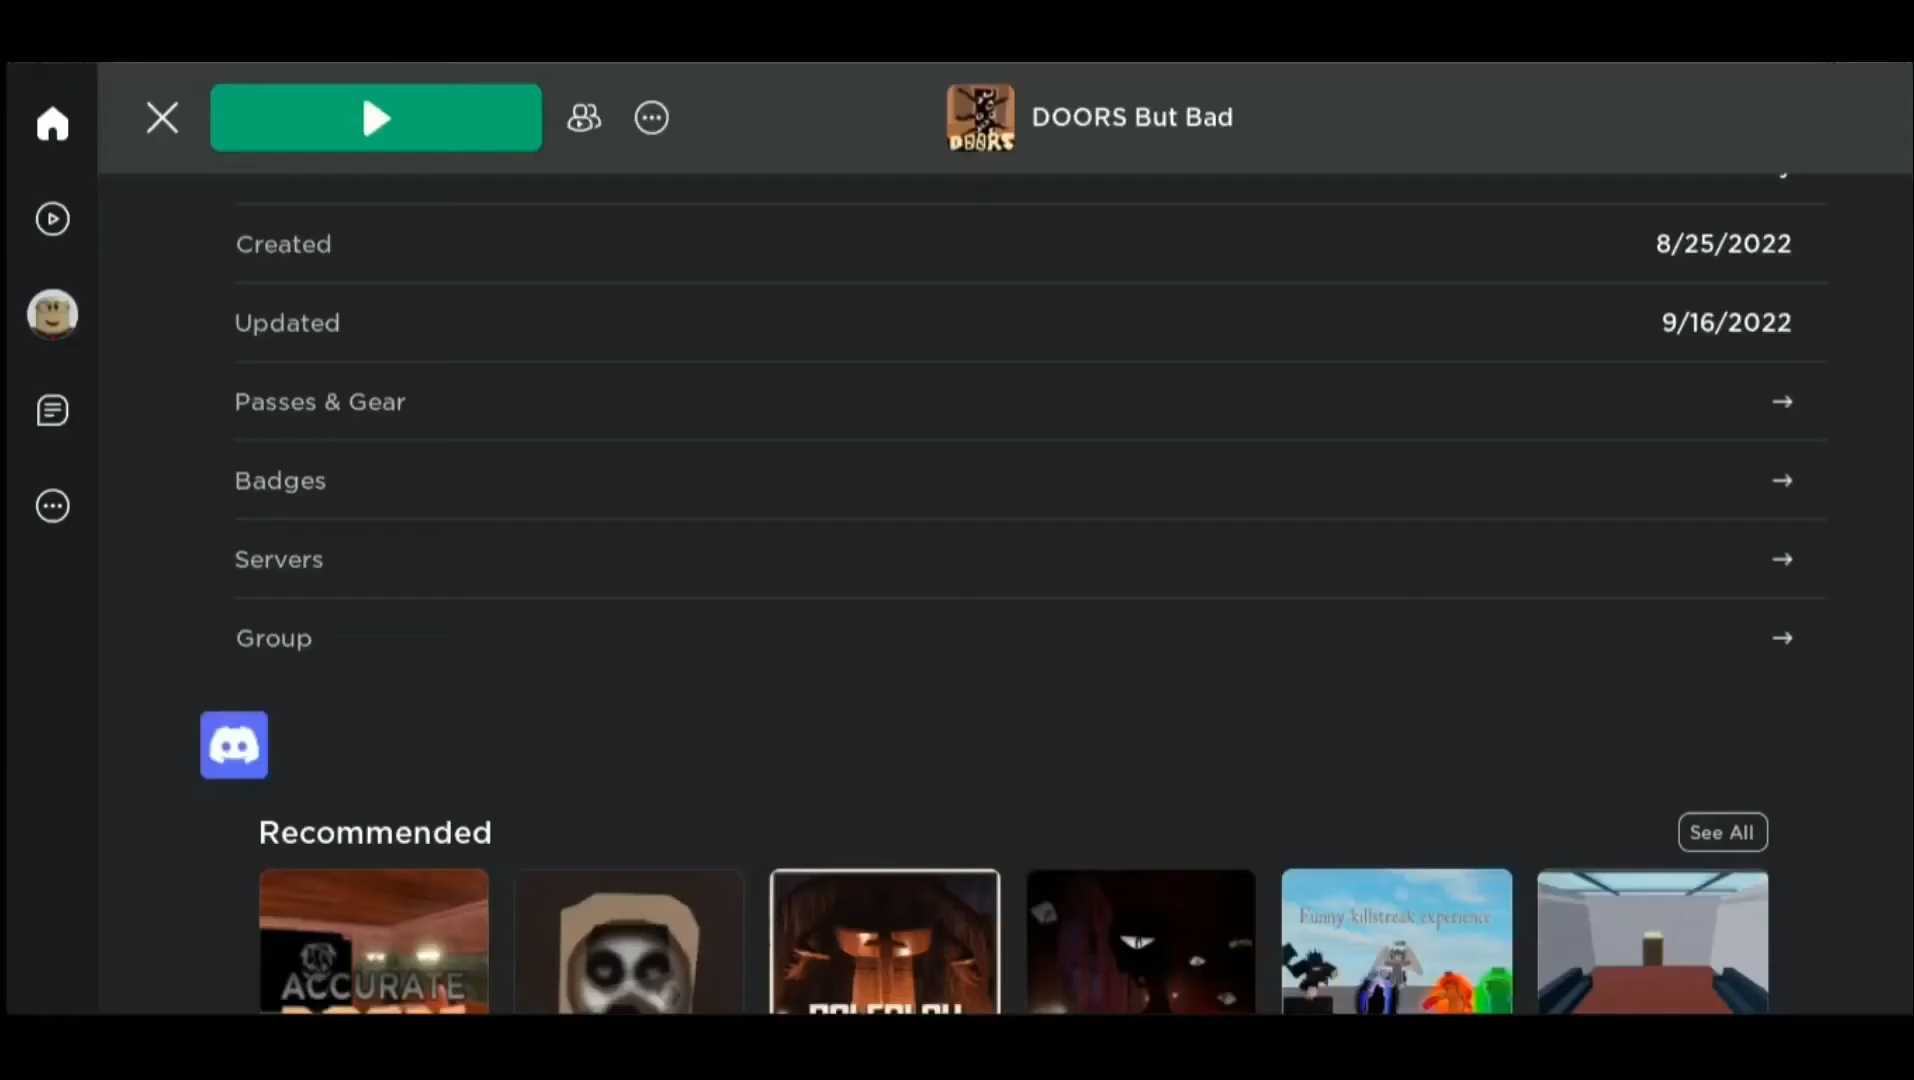 DOORS
DOORS But Bad
Created
8/25/2022
Updated
9/16/2022
Passes & Gear
Badges
Servers
Group
Recommended
See All
ACCURATE
Funny killstreak experience